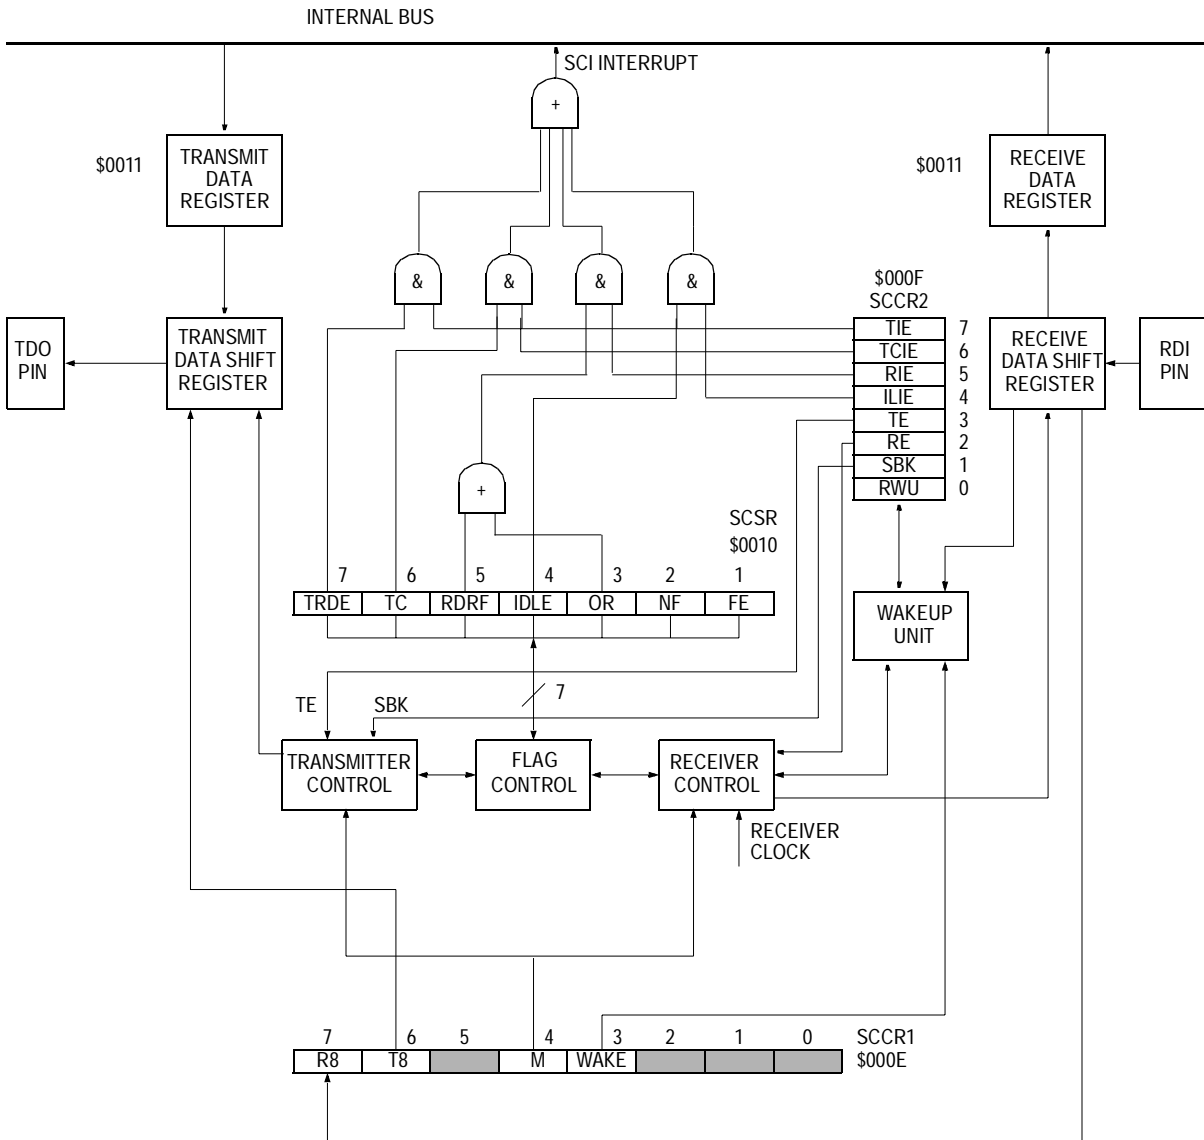 INTERNAL BUS
SCI INTERRUPT
+
$0011
TRANSMIT
DATA
REGISTER
$0011
RECEIVE
DATA
REGISTER
&
&
&
&
$000F
SCCR2
TDO
PIN
TRANSMIT
DATA SHIFT
REGISTER
TIE 7
TCIE 6
RIE 5
ILIE 4
TE 3
RE 2
SBK 1
RWU 0
RECEIVE
DATA SHIFT
REGISTER
RDI
PIN
+
SCSR
$0010
7 6 5 4 3 2 1
TRDE TC RDRF IDLE OR NF FE
WAKEUP
UNIT
7
TE SBK
TRANSMITTER
CONTROL
FLAG
CONTROL
RECEIVER
CONTROL
RECEIVER
CLOCK
7 6 5 4 3 2 1 0 SCCR1
R8 T8 M WAKE $000E